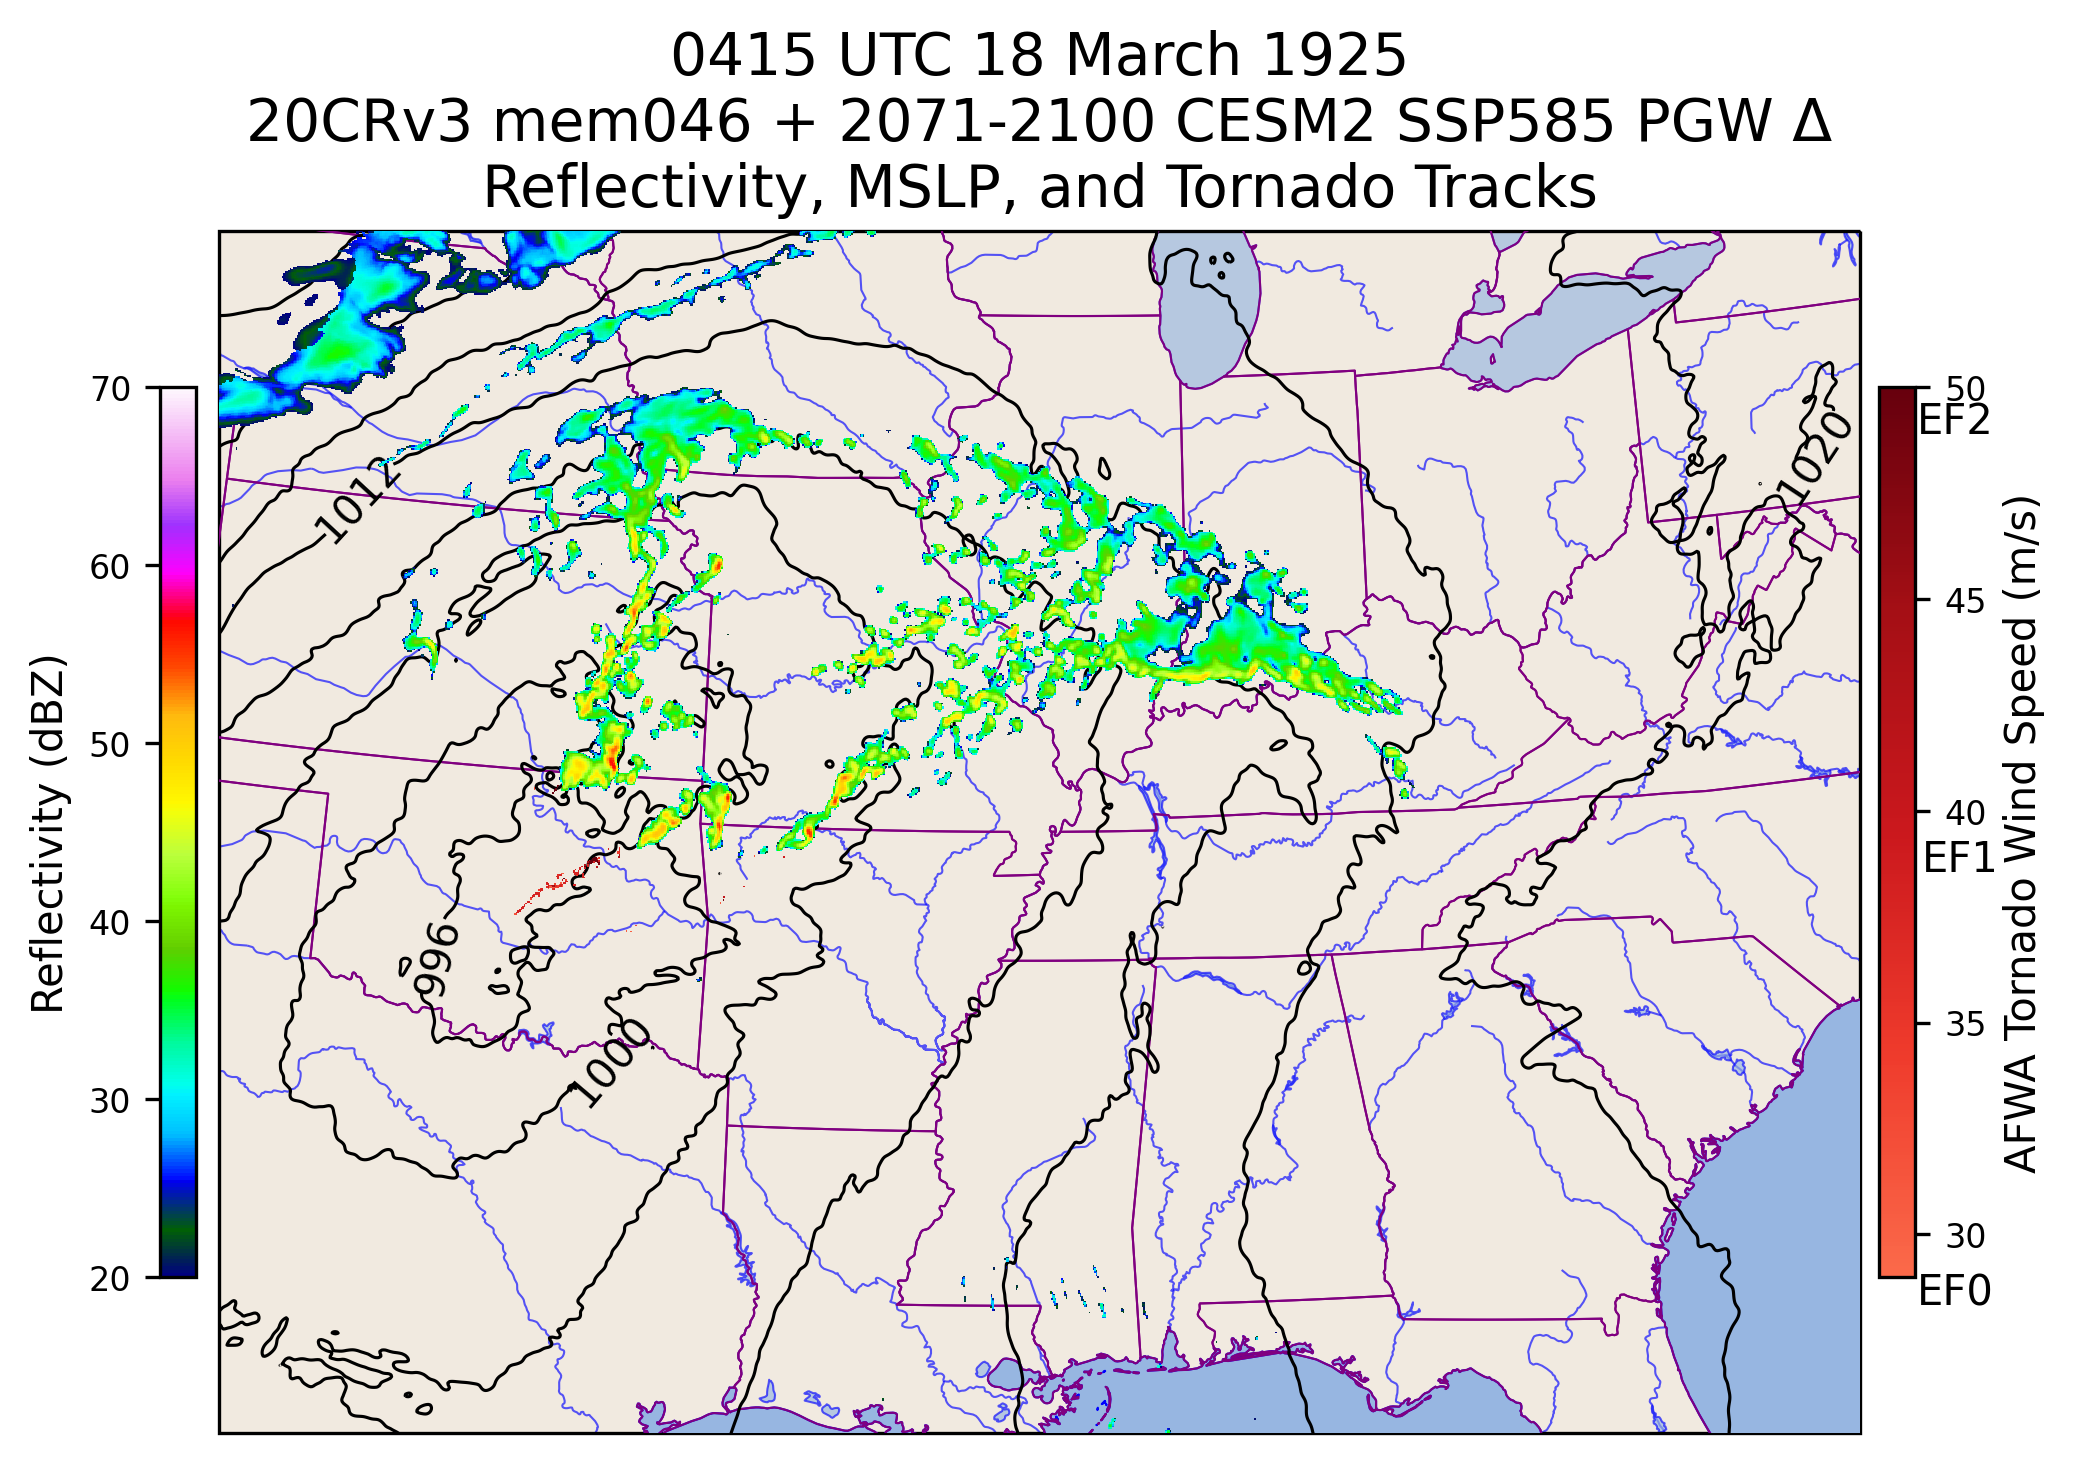 0415 UTC 18 March 1925
20CRv3 mem046 + 2071-2100 CESM2 SSP585 PGW Δ
Reflectivity, MSLP, and Tornado Tracks
Reflectivity (dBZ)
70
60
50
40
30
20
1012
996
1000
1020
50
EF2
45
40
EF1
35
30
EF0
AFWA Tornado Wind Speed (m/s)